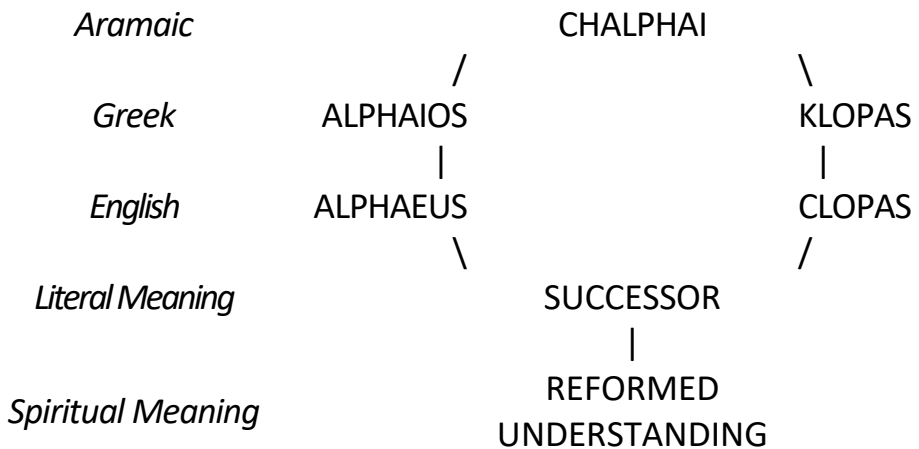 Aramaic CHALPHAI
/ \
Greek ALPHAIOS KLOPAS
| |
English ALPHAEUS CLOPAS
\ /
Literal Meaning SUCCESSOR
|
REFORMED
Spiritual Meaning
UNDERSTANDING